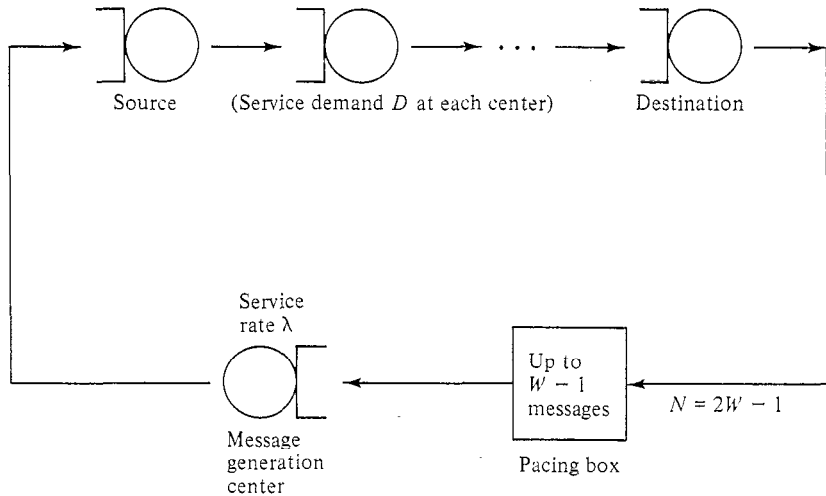 Source
(Service demand D at each center)
Destination
Service
rate λ
Up to
W − 1
messages
N = 2W − 1
Message
generation
center
Pacing box